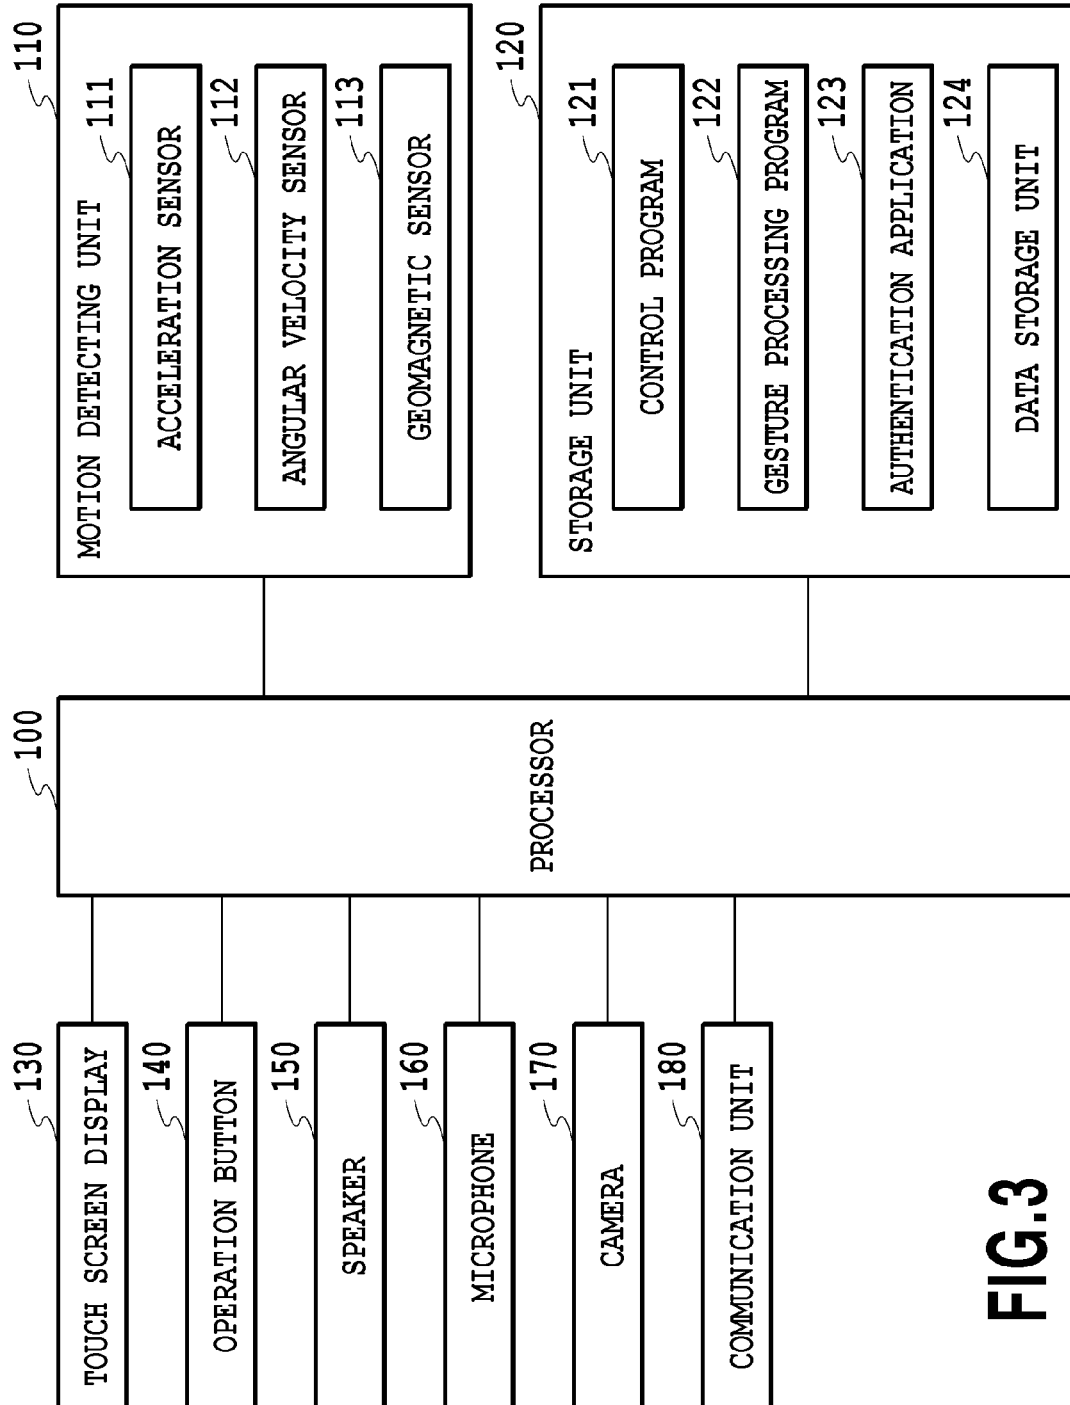 130
TOUCH SCREEN DISPLAY
140
OPERATION BUTTON
150
SPEAKER
160
MICROPHONE
170
CAMERA
180
COMMUNICATION UNIT
100
PROCESSOR
110
MOTION DETECTING UNIT
111
ACCELERATION SENSOR
112
ANGULAR VELOCITY SENSOR
113
GEOMAGNETIC SENSOR
120
STORAGE UNIT
121
CONTROL PROGRAM
122
GESTURE PROCESSING PROGRAM
123
AUTHENTICATION APPLICATION
124
DATA STORAGE UNIT
FIG.3